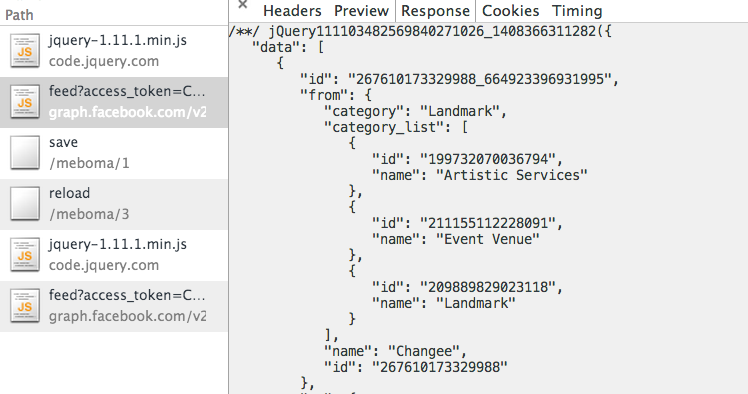 Path
jquery-1.11.1.min.js
code.jquery.com
feed?access_token=C...
graph.facebook.com/v2
save
/meboma/1
reload
/meboma/3
jquery-1.11.1.min.js
code.jquery.com
feed?access_token=C...
graph.facebook.com/v2
× Headers Preview Response Cookies Timing
/**/ jQuery111103482569840271026_1408366311282({
"data": [
{
"id": "267610173329988_664923396931995",
"from": {
"category": "Landmark",
"category_list": [
{
"id": "199732070036794",
"name": "Artistic Services"
},
{
"id": "211155112228091",
"name": "Event Venue"
},
{
"id": "209889829023118",
"name": "Landmark"
}
],
"name": "Changee",
"id": "267610173329988"
},